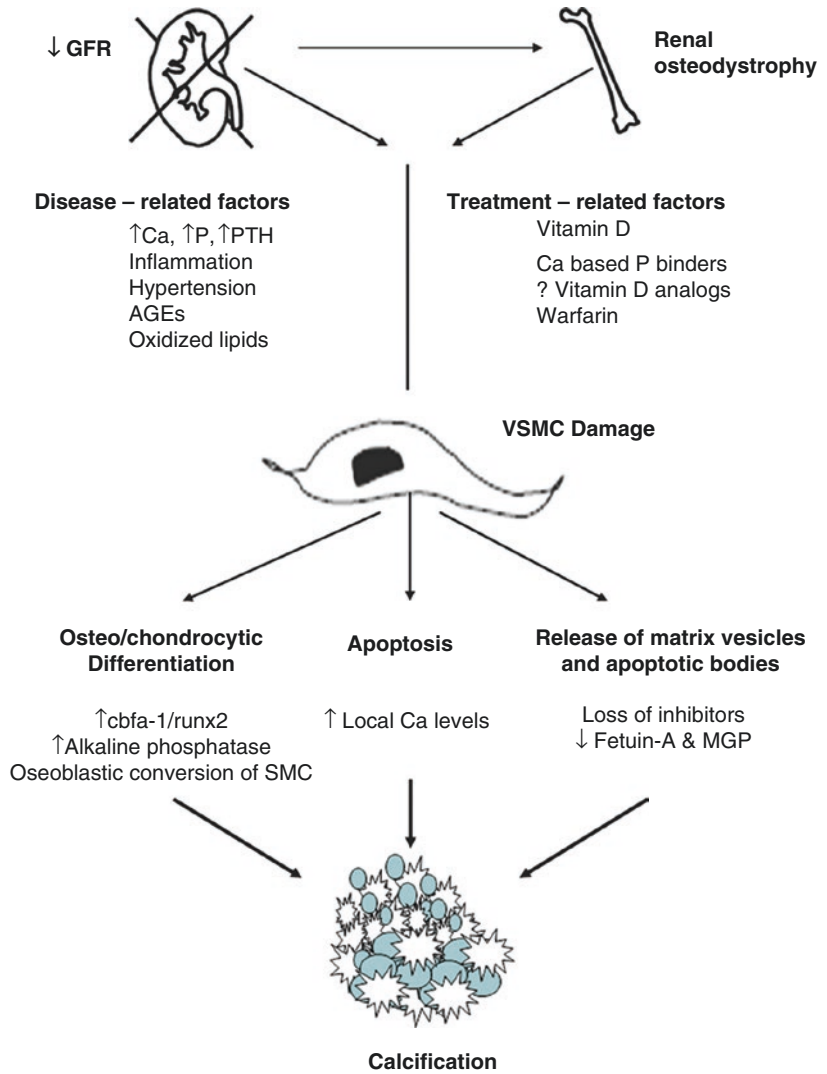 ↓ GFR
Renal
osteodystrophy
Disease – related factors
↑Ca, ↑P, ↑PTH
Inflammation
Hypertension
AGEs
Oxidized lipids
Treatment – related factors
Vitamin D
Ca based P binders
? Vitamin D analogs
Warfarin
VSMC Damage
Osteo/chondrocytic
Differentiation
↑cbfa-1/runx2
↑Alkaline phosphatase
Oseoblastic conversion of SMC
Apoptosis
↑ Local Ca levels
Release of matrix vesicles
and apoptotic bodies
Loss of inhibitors
↓ Fetuin-A & MGP
Calcification